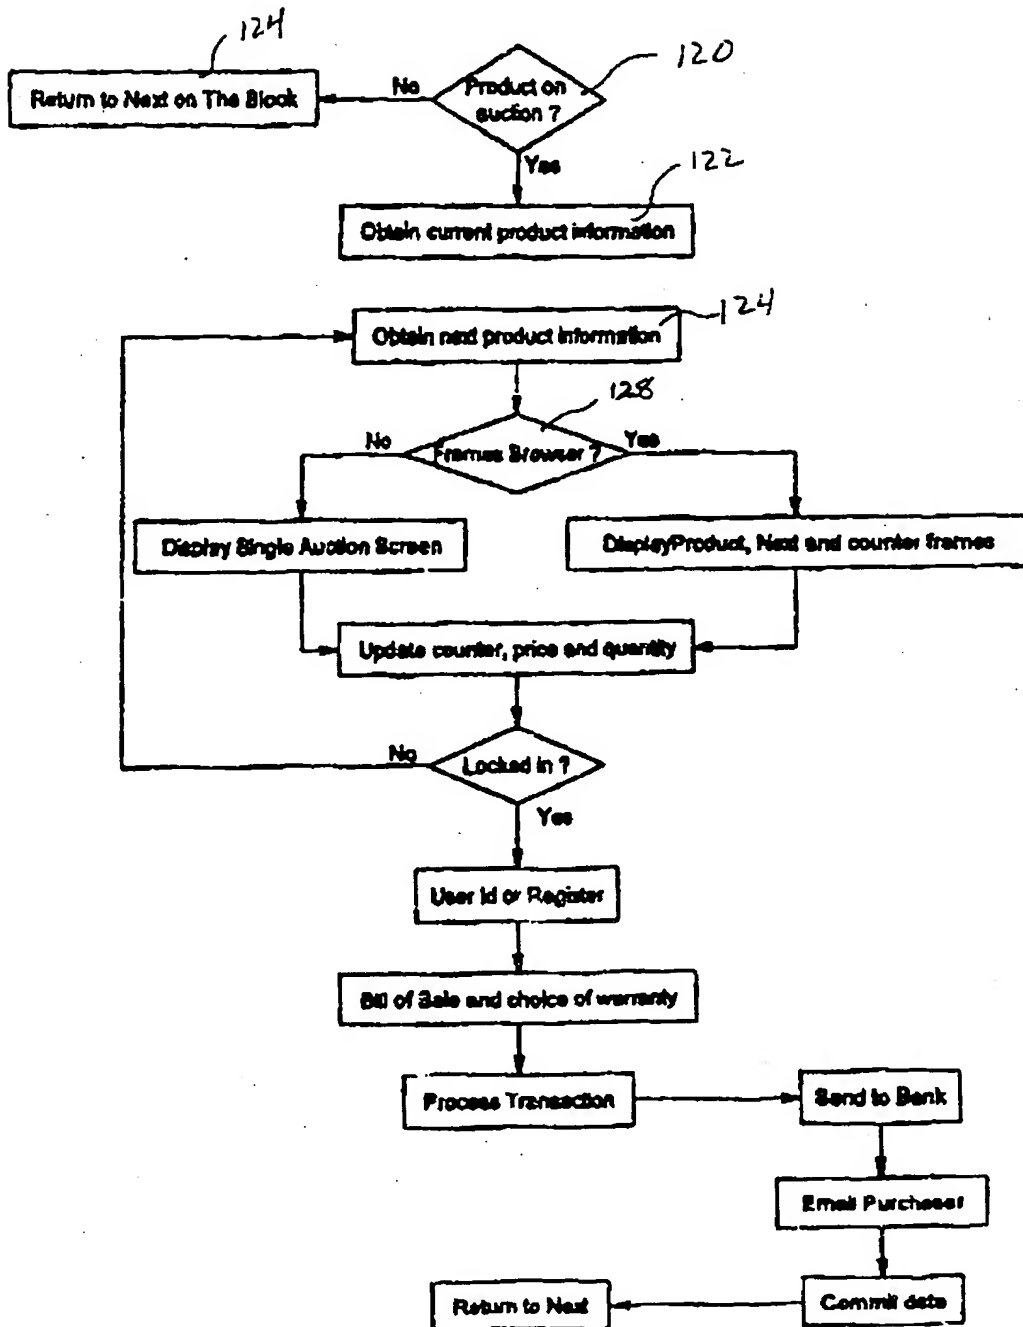 124
120
No
Product on
auction ?
Return to Next on The Block
Yes
122
Obtain current product information
124
Obtain next product information
128
No
Frames Browser ?
Yes
Display Single Auction Screen
DisplayProduct, Next and counter frames
Update counter, price and quantity
No
Locked in ?
Yes
User Id or Register
Bill of Sale and choice of warranty
Process Transaction
Send to Bank
Email Purchaser
Return to Next
Commit data